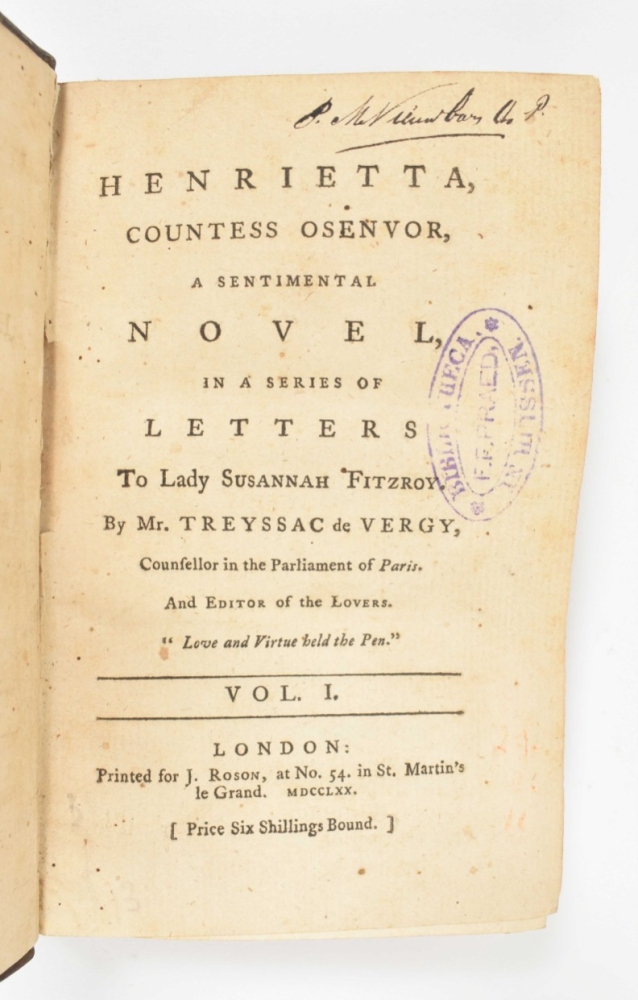 HENRIETTA,
COUNTESS OSENVOR,
A SENTIMENTAL
NOVEL,
IN A SERIES OF
LETTERS
To Lady SUSANNAH FITZROY.
By Mr. TREYSSAC de VERGY,
Counſellor in the Parliament of Paris.
And EDITOR of the LOVERS.
“ Love and Virtue held the Pen.”
VOL. I.
LONDON:
Printed for J. ROSON, at No. 54. in St. Martin's
le Grand. MDCCLXX.
[ Price Six Shillings Bound. ]
F.F. PRAED,